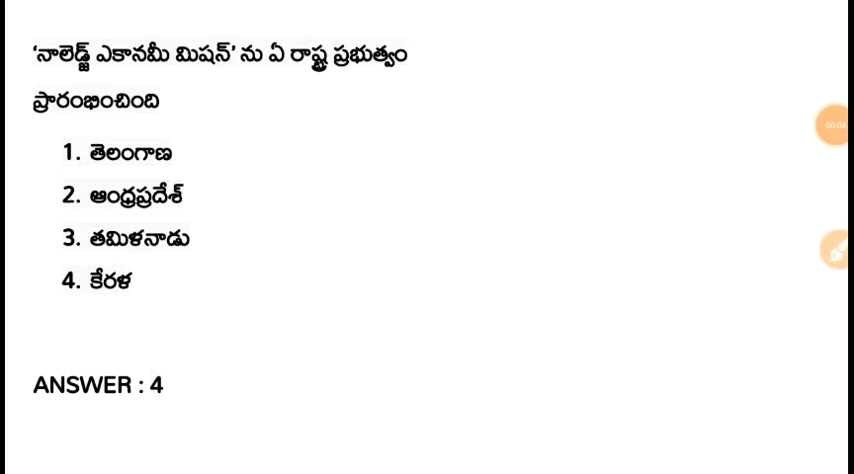 ‘నాలెడ్జ్ ఎకానమీ మిషన్’ ను ఏ రాష్ట్ర ప్రభుత్వం
ప్రారంభించింది
1. తెలంగాణ
2. ఆంధ్రప్రదేశ్
3. తమిళనాడు
4. కేరళ
ANSWER : 4